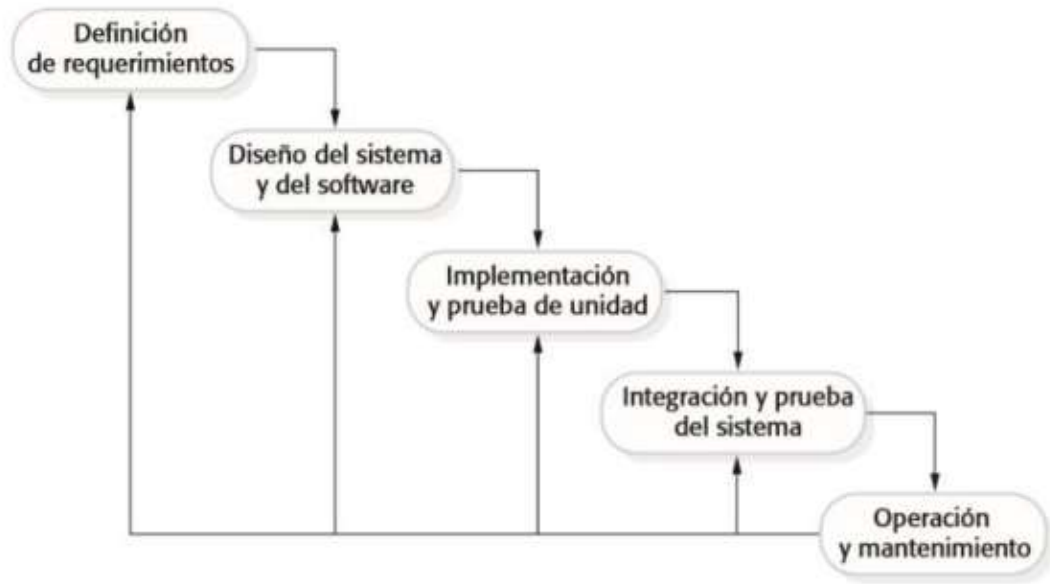 Definición
de requerimientos
Diseño del sistema
y del software
Implementación
y prueba de unidad
Integración y prueba
del sistema
Operación
y mantenimiento